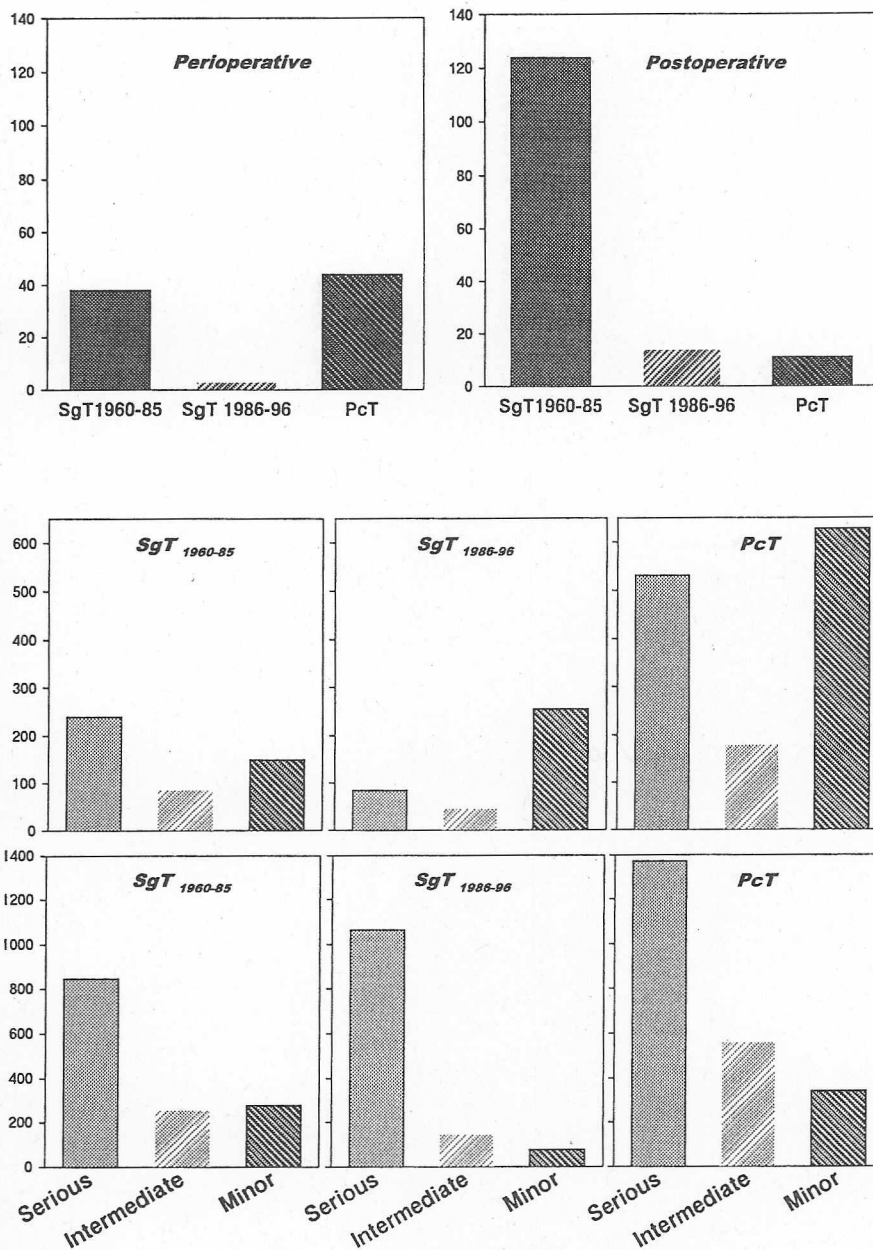 Perioperative
140
120
100
80
60
40
20
0
SgT1960-85 SgT 1986-96 PcT
Postoperative
140
120
100
80
60
40
20
0
SgT1960-85 SgT 1986-96 PcT
SgT 1960-85
SgT 1986-96
PcT
600
500
400
300
200
100
0
SgT 1960-85
SgT 1986-96
PcT
1400
1000
800
600
400
200
0
Serious Intermediate Minor
Serious Intermediate Minor
Serious Intermediate Minor